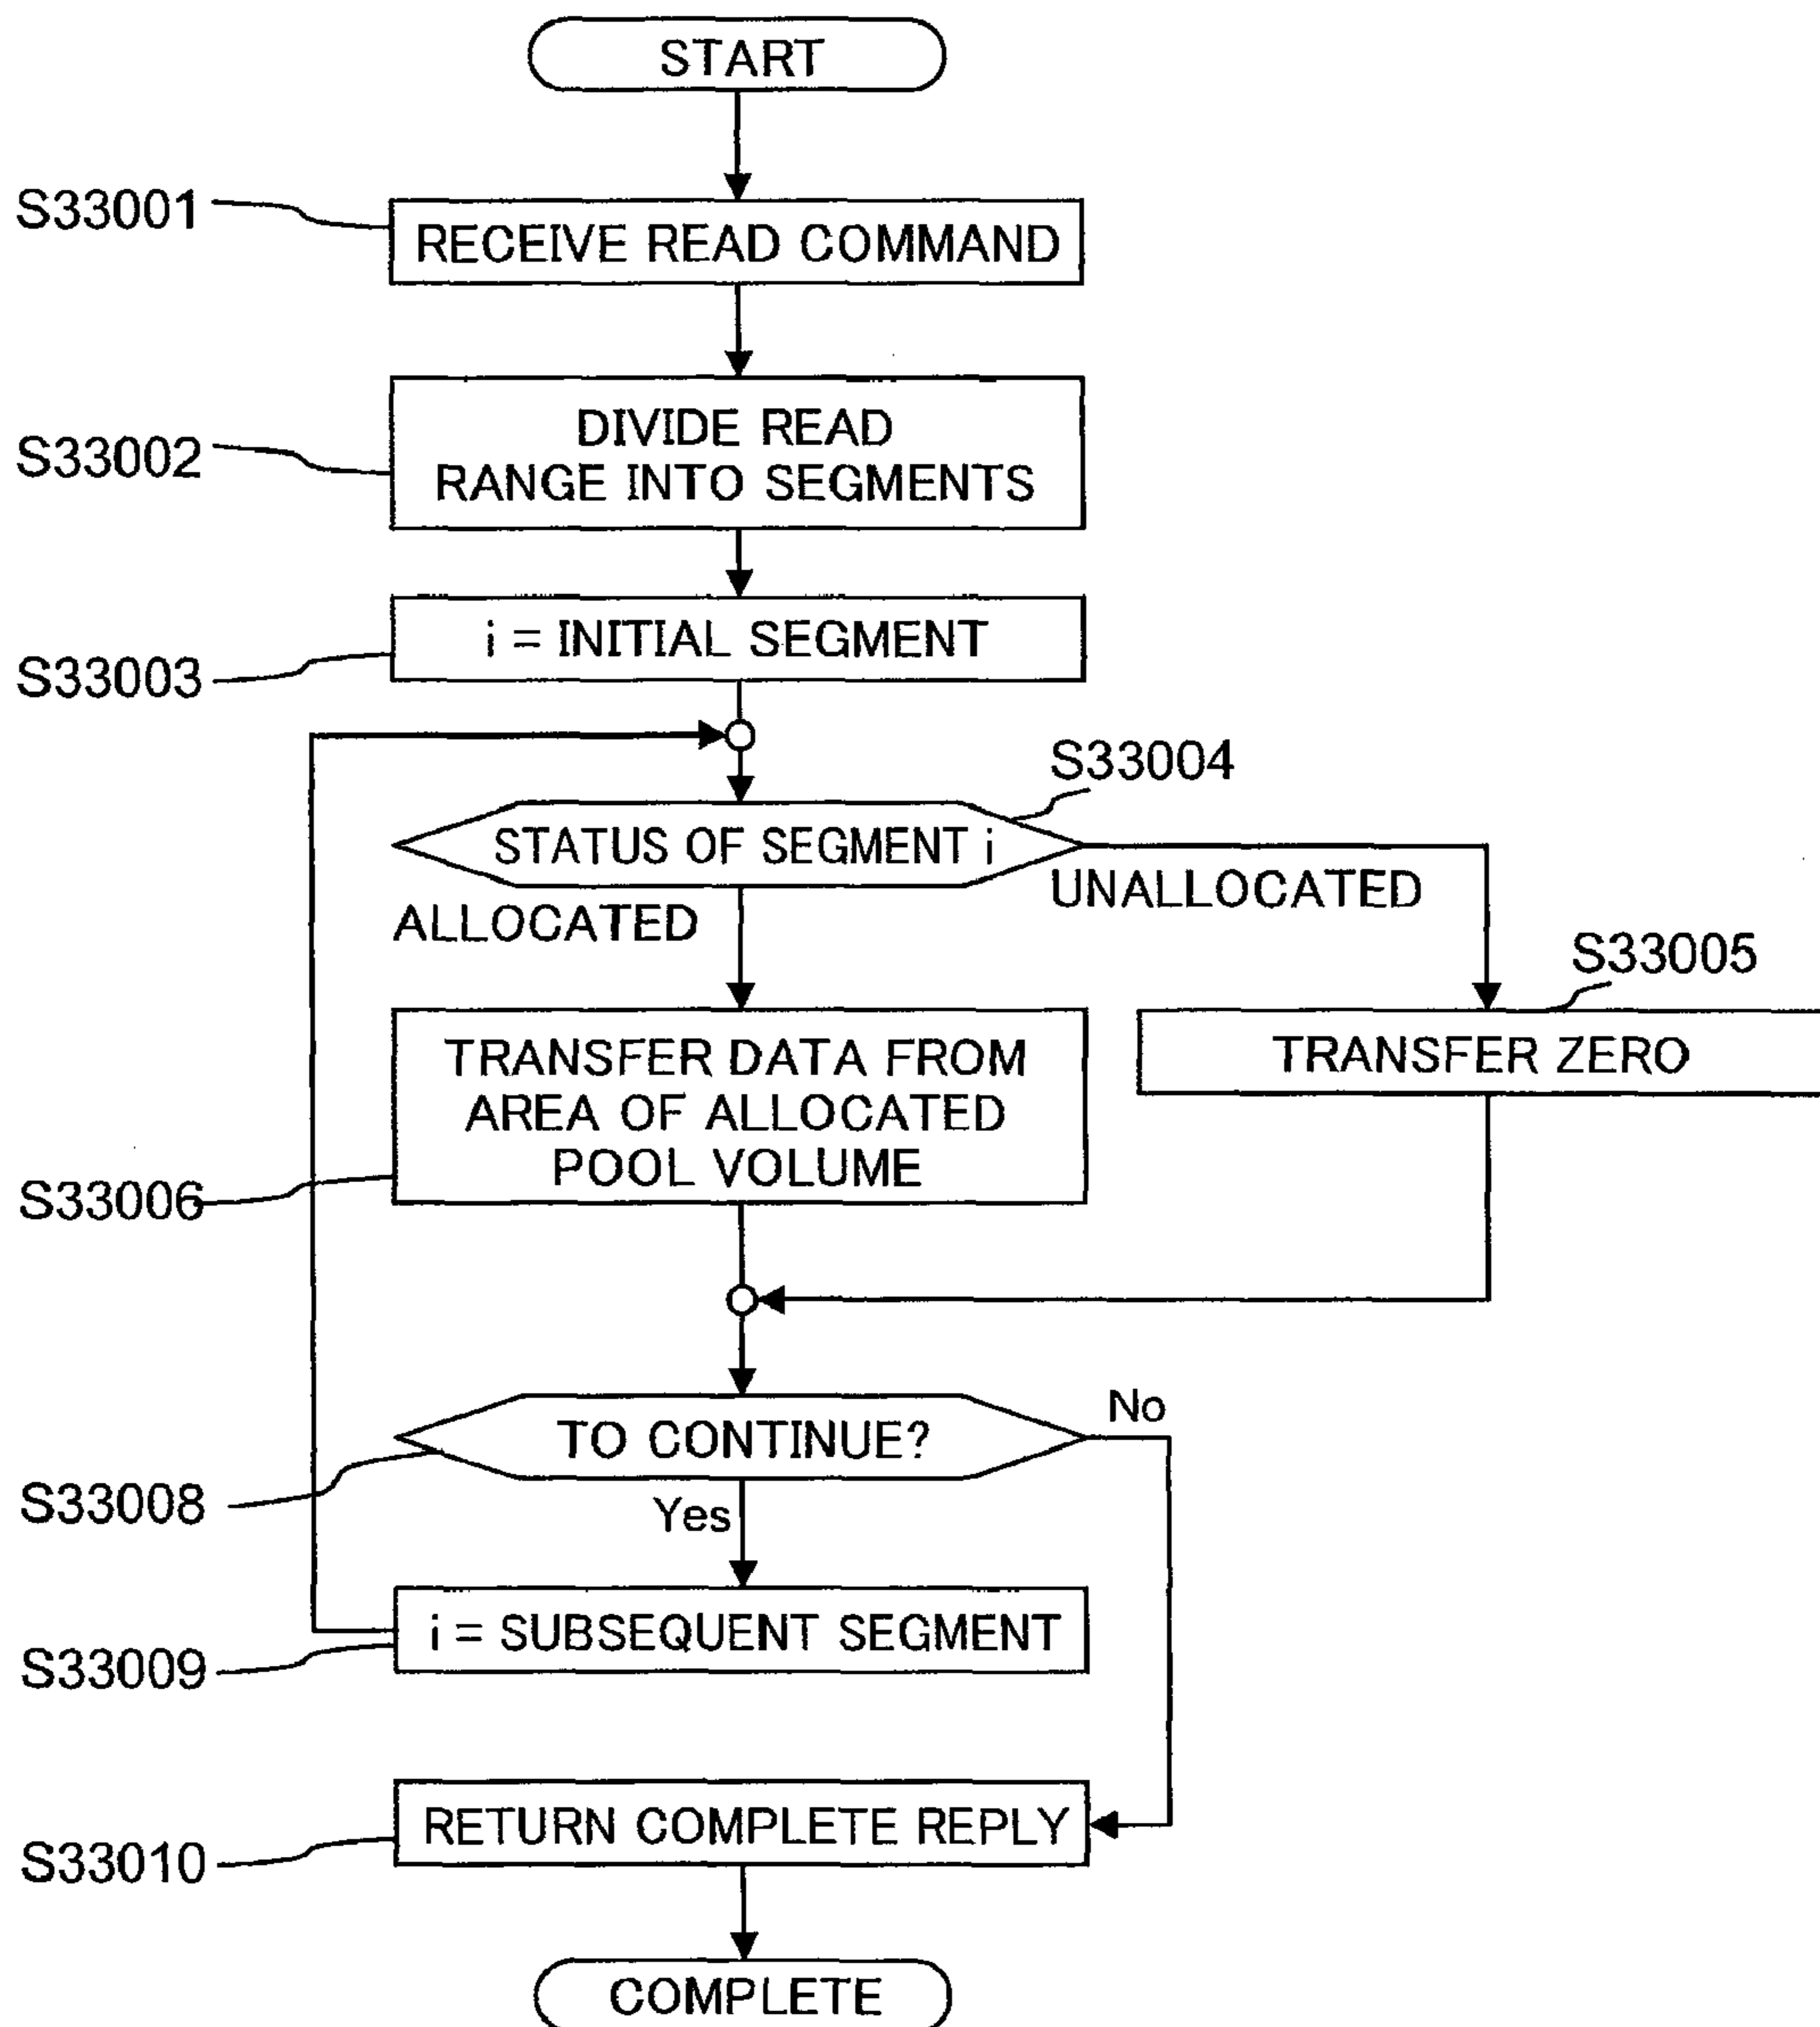 START
S33001
RECEIVE READ COMMAND
S33002
DIVIDE READ
RANGE INTO SEGMENTS
S33003
i = INITIAL SEGMENT
S33004
STATUS OF SEGMENT i
UNALLOCATED
ALLOCATED
S33005
TRANSFER ZERO
TRANSFER DATA FROM
AREA OF ALLOCATED
POOL VOLUME
S33006
No
TO CONTINUE?
S33008
Yes
i = SUBSEQUENT SEGMENT
S33009
RETURN COMPLETE REPLY
S33010
COMPLETE